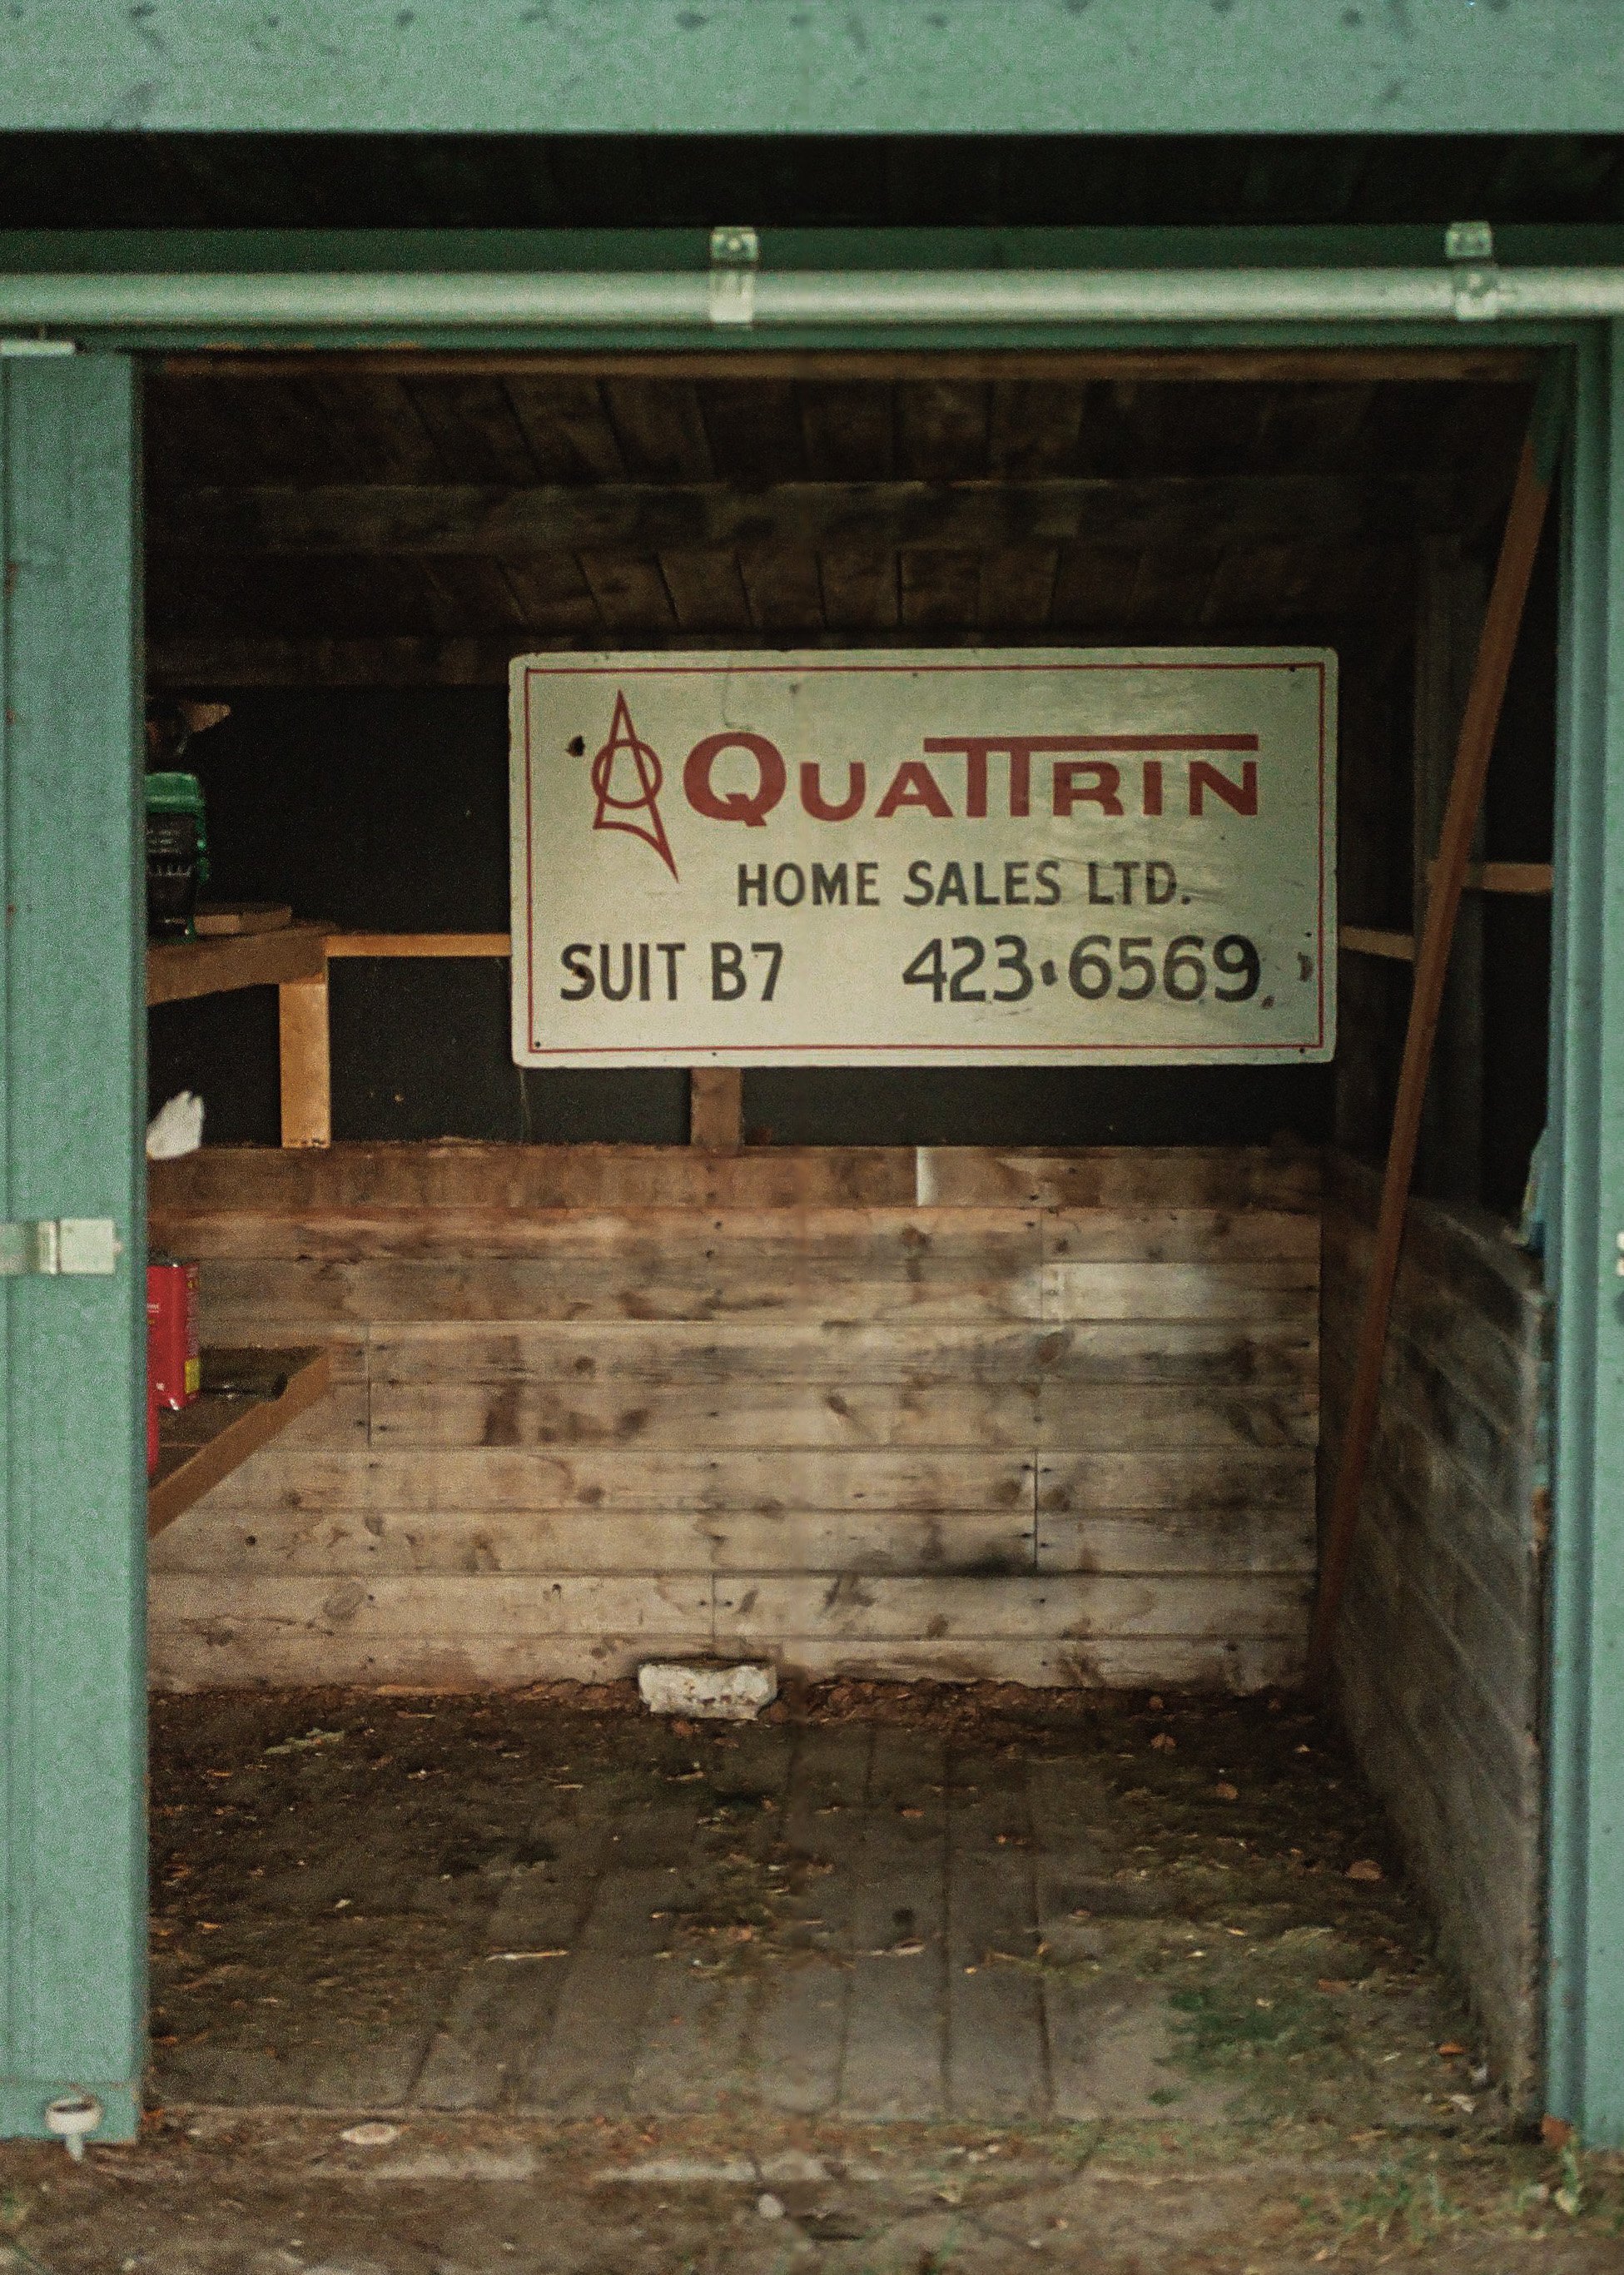 QUATTRIN
HOME SALES LTD.
SUIT B7 423·6569